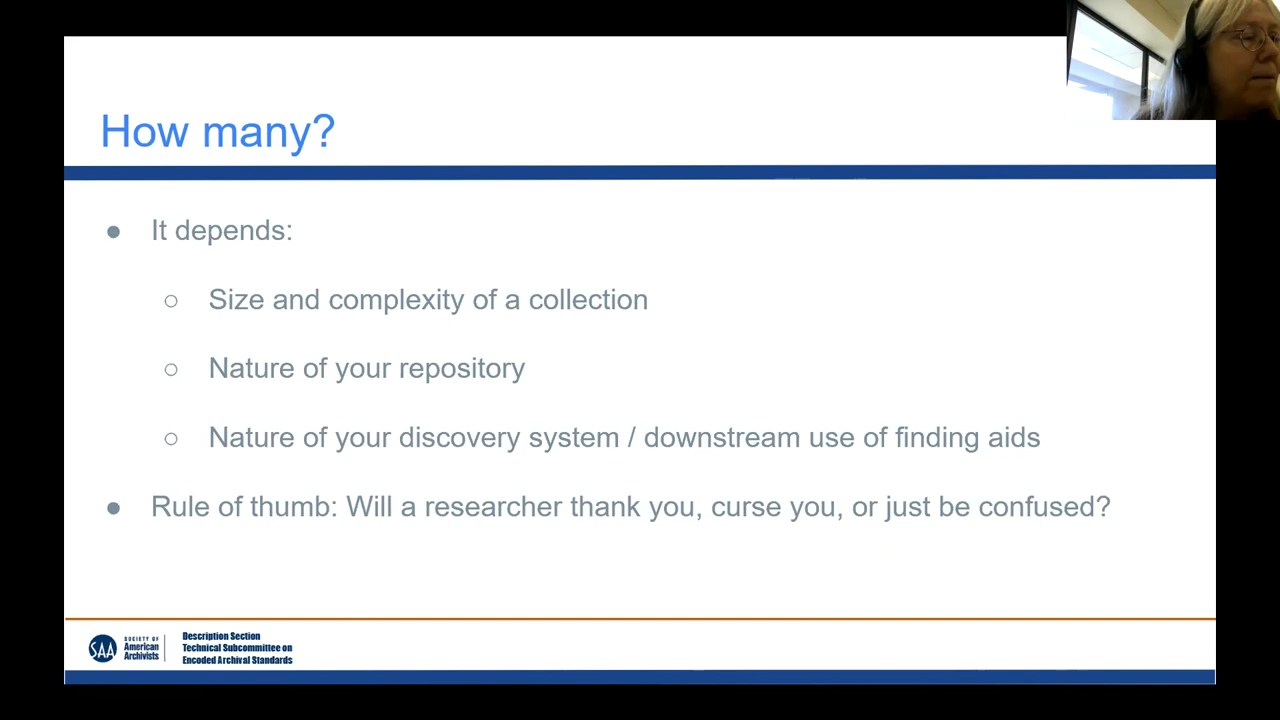 How many?
● It depends:
○ Size and complexity of a collection
○ Nature of your repository
○ Nature of your discovery system / downstream use of finding aids
● Rule of thumb: Will a researcher thank you, curse you, or just be confused?
SAA
SOCIETY OF
American
Archivists
Description Section
Technical Subcommittee on
Encoded Archival Standards